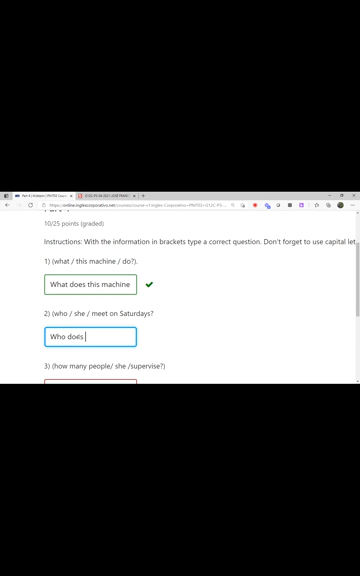 10/25 points (graded)
Instructions: With the information in brackets type a correct question. Don't forget to use capital let
1) (what / this machine / do?).
What does this machine
2) (who / she / meet on Saturdays?
Who does
3) (how many people/ she /supervise?)